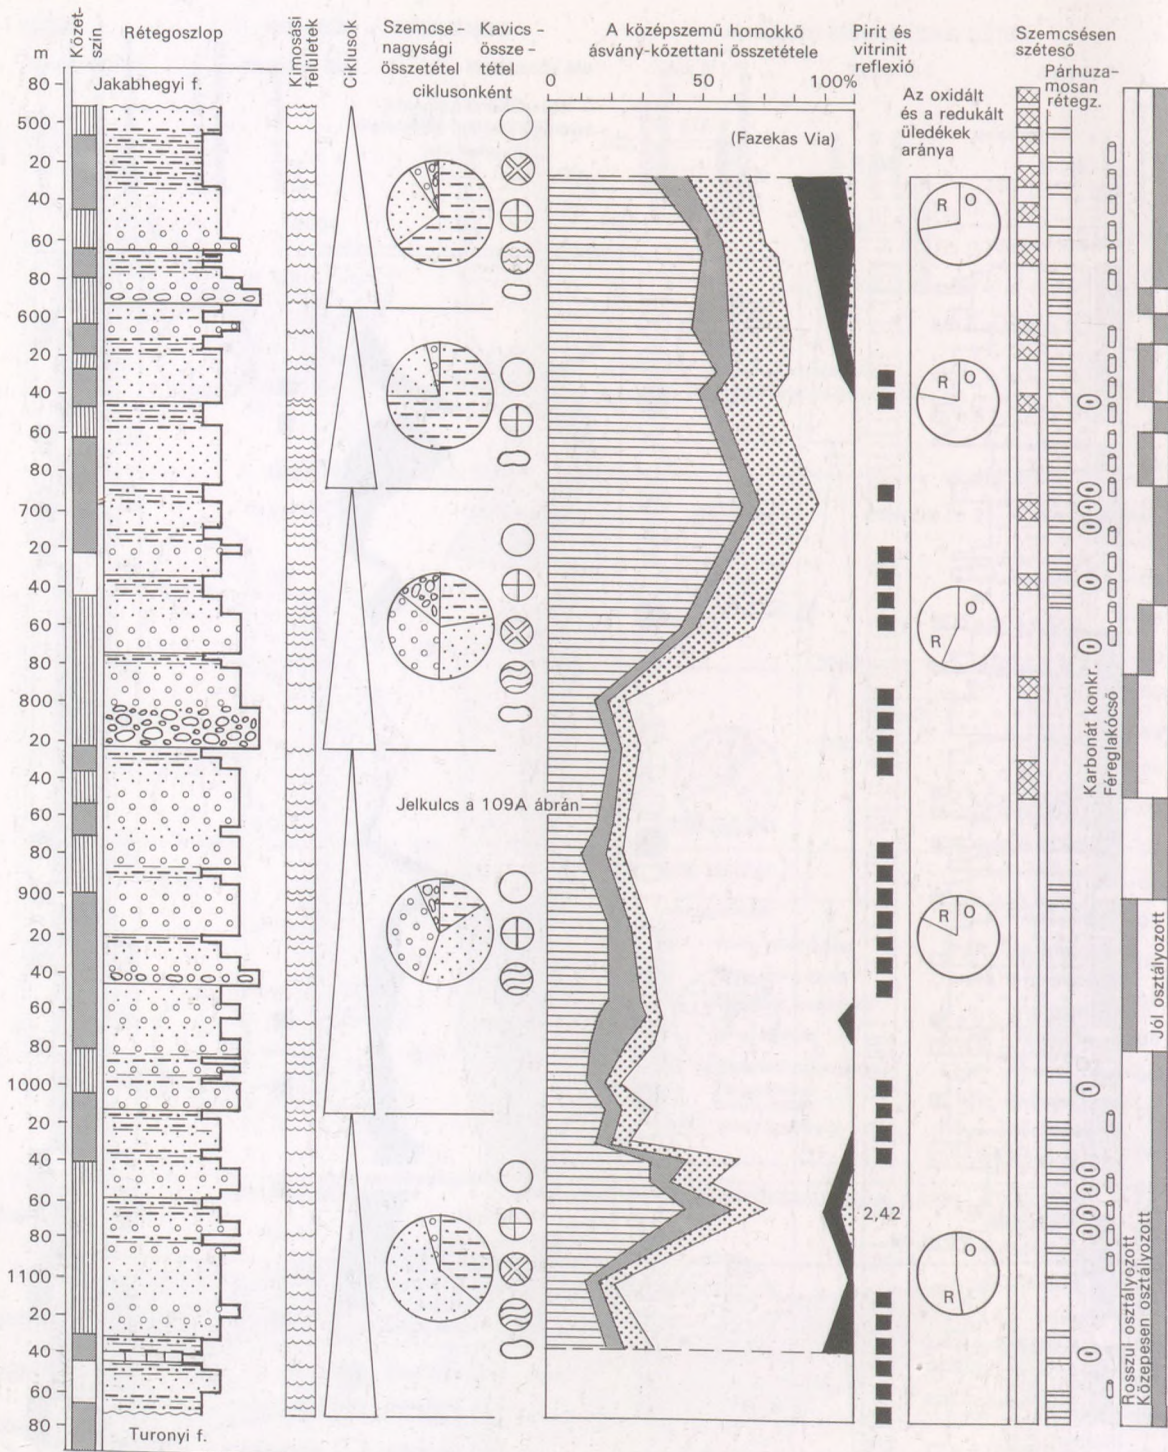 m
Kőzet-
szín
Rétegoszlop
Kimosási
felületek
Ciklusok
Szemcse-
nagysági
összetétel
Kavics-
össze-
tétel
ciklusonként
A középszemű homokkő
ásvány-kőzettani összetétele
0 50 100%
(Fazekas Via)
Pirit és
vitrinit
reflexió
Az oxidált
és a redukált
üledékek
aránya
Szemcsésen
széteső
Párhuza-
mosan
rétegz.
Jakabhegyi f.
80
500
20
40
60
80
600
20
40
60
80
700
20
40
60
80
800
20
40
60
80
900
20
40
60
80
1000
20
40
60
80
1100
20
40
60
80
Turonyi f.
Jelkulcs a 109A ábrán
R O
R O
R O
R O
R O
2,42
Karbonát konkr.
Féreglakócső
Rosszul osztályozott
Közepesen osztályozott
Jól osztályozott